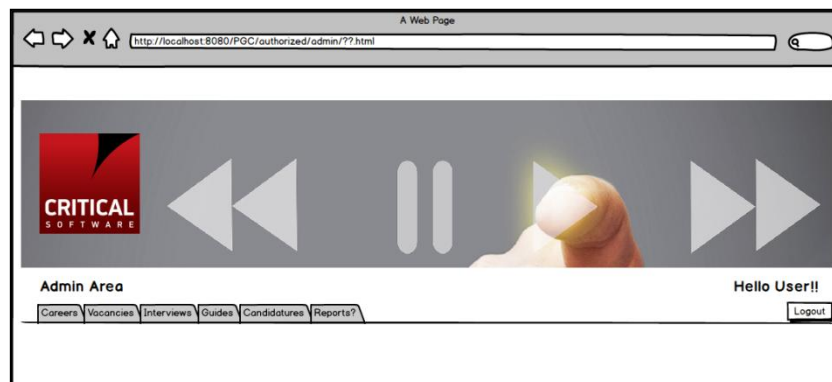 A Web Page
http://localhost:8080/PGC/authorized/admin/??.html
CRITICAL
SOFTWARE
Admin Area
Hello User!!
Careers Vacancies Interviews Guides Candidatures Reports?
Logout